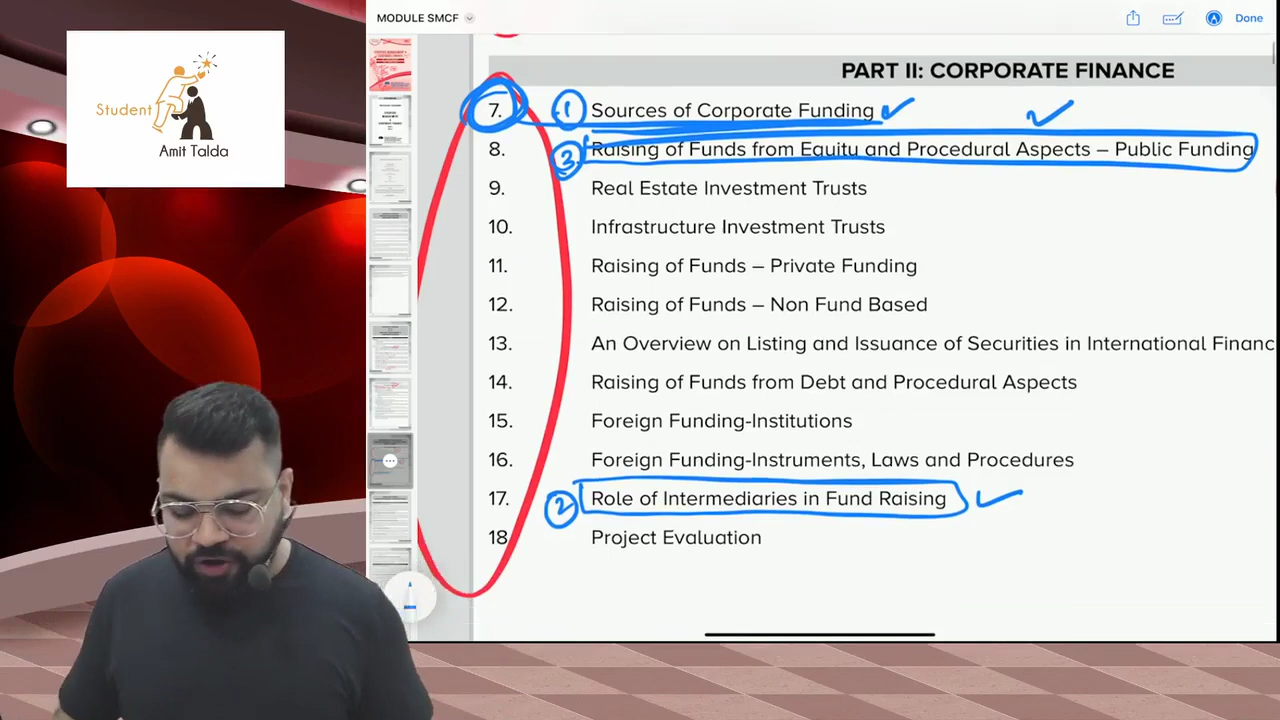 Student
Amit Talda
MODULE SMCF
Done
PART II: CORPORATE FINANCE
7. 1 Sources of Corporate Funding
8. 3 Raising of Funds from Equity and Procedural Aspects – Public Funding
9. Real Estate Investment Trusts
10. Infrastructure Investment Trusts
11. Raising of Funds – Private Funding
12. Raising of Funds – Non Fund Based
13. An Overview on Listing and Issuance of Securities in International Financ
14. Raising of Funds from Debt and Procedural Aspects
15. Foreign Funding-Institutions
16. Foreign Funding-Instruments, Laws and Procedures
17. 2 Role of Intermediaries in Fund Raising
18. Project Evaluation